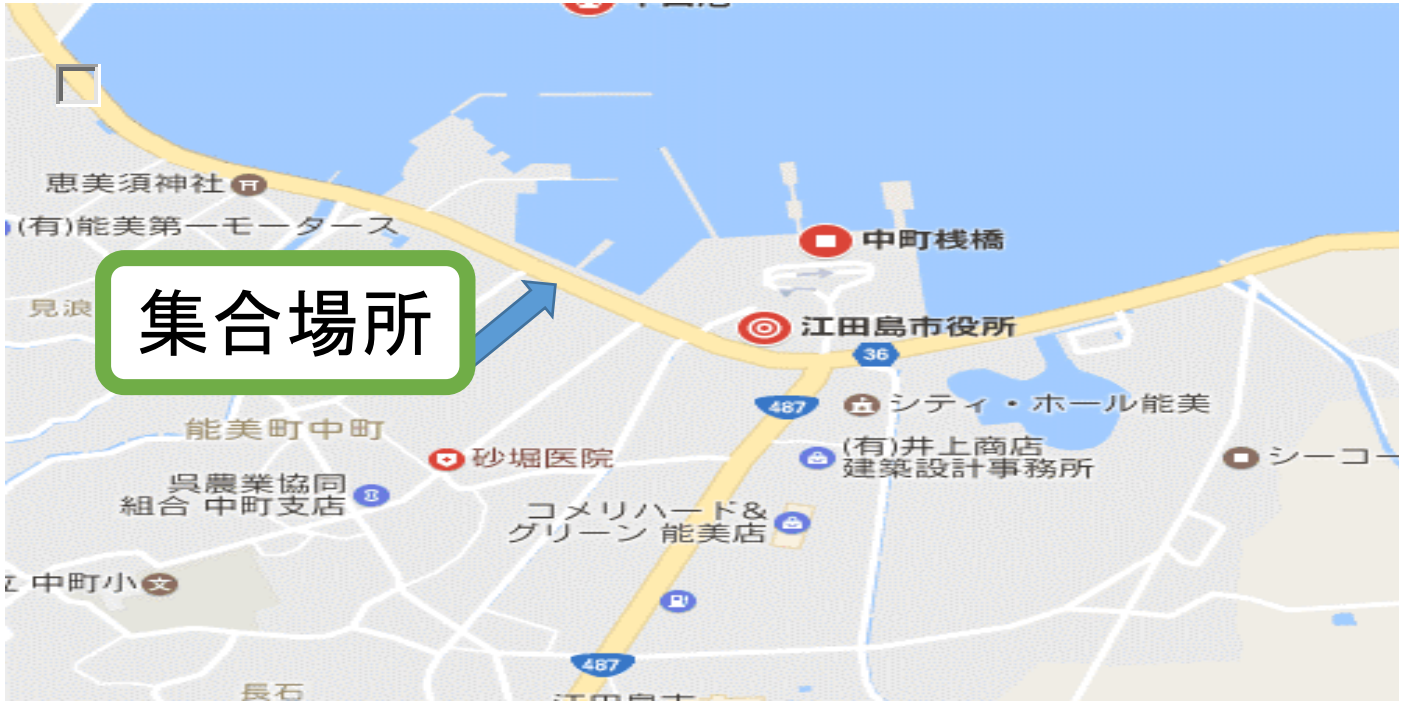 恵美須神社
(有)能美第一モータース
中町桟橋
集合場所
見浪
江田島市役所
36
487
シティ・ホール能美
能美町中町
砂堀医院
(有)井上商店
建築設計事務所
シーコー
呉農業協同
組合 中町支店
コメリハード&
グリーン 能美店
中町小
文
487
長石
江田島市